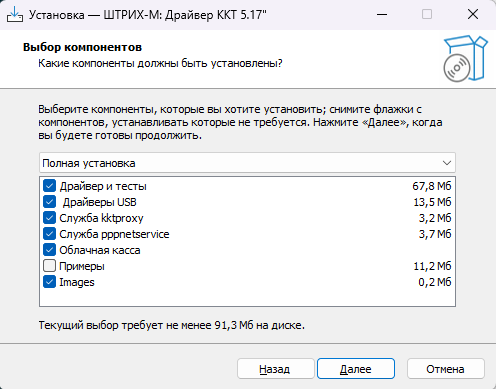 Установка — ШТРИХ-М: Драйвер ККТ 5.17"
Выбор компонентов
Какие компоненты должны быть установлены?
Выберите компоненты, которые вы хотите установить; снимите флажки с
компонентов, устанавливать которые не требуется. Нажмите «Далее», когда
вы будете готовы продолжить.
Полная установка
Драйвер и тесты 67,8 Мб
Драйверы USB 13,5 Мб
Служба kktproxy 3,2 Мб
Служба pppnetservice 3,7 Мб
Облачная касса
Примеры 11,2 Мб
Images 0,2 Мб
Текущий выбор требует не менее 91,3 Мб на диске.
Назад Далее Отмена